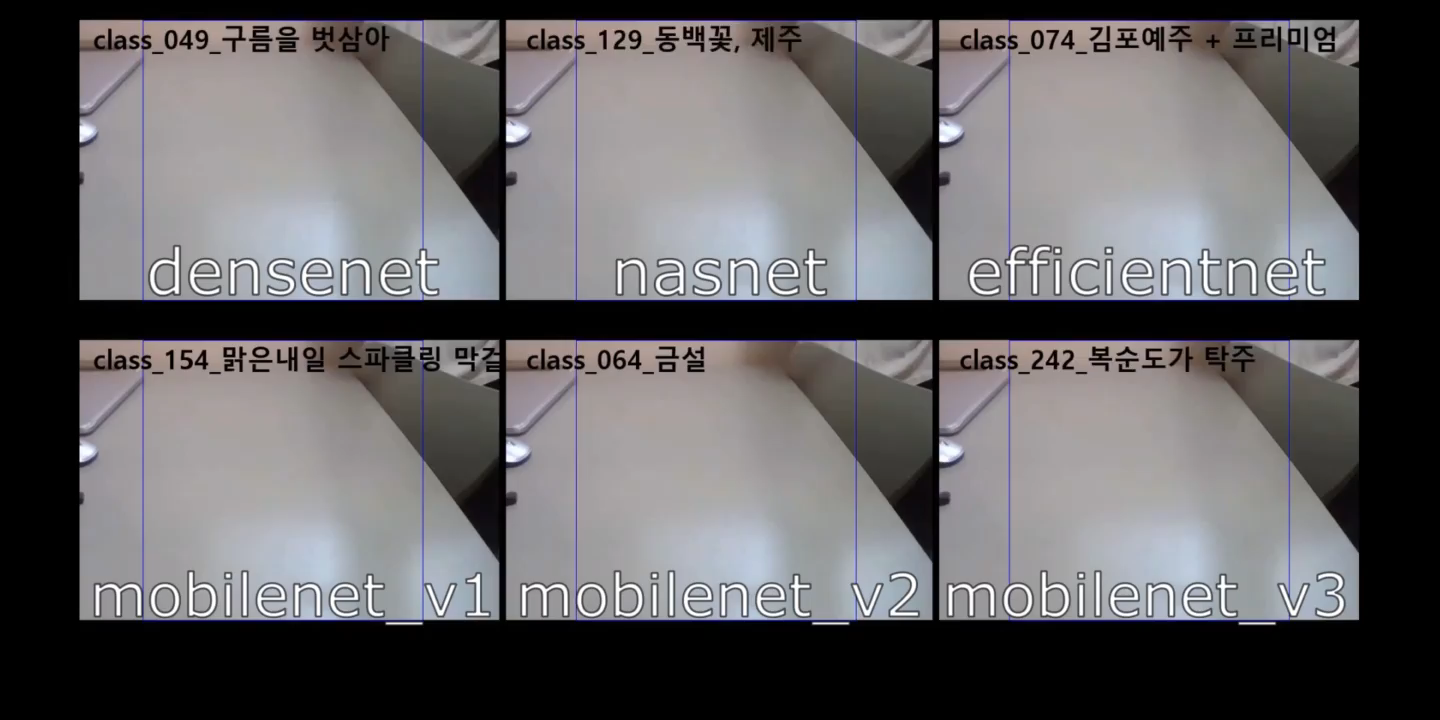 class_049_구름을 벗삼아
class_129_동백꽃, 제주
class_074_김포예주 + 프리미엄
densenet
nasnet
efficientnet
class_154_맑은내일 스파클링 막걸
class_064_금설
class_242_복순도가 탁주
mobilenet_v1
mobilenet_v2
mobilenet_v3